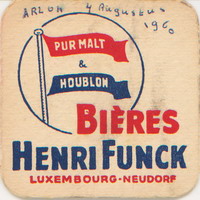 ARLON 4 Augustus
1960
PUR MALT
&
HOUBLON
BIÈRES
HENRI FUNCK
LUXEMBOURG-NEUDORF